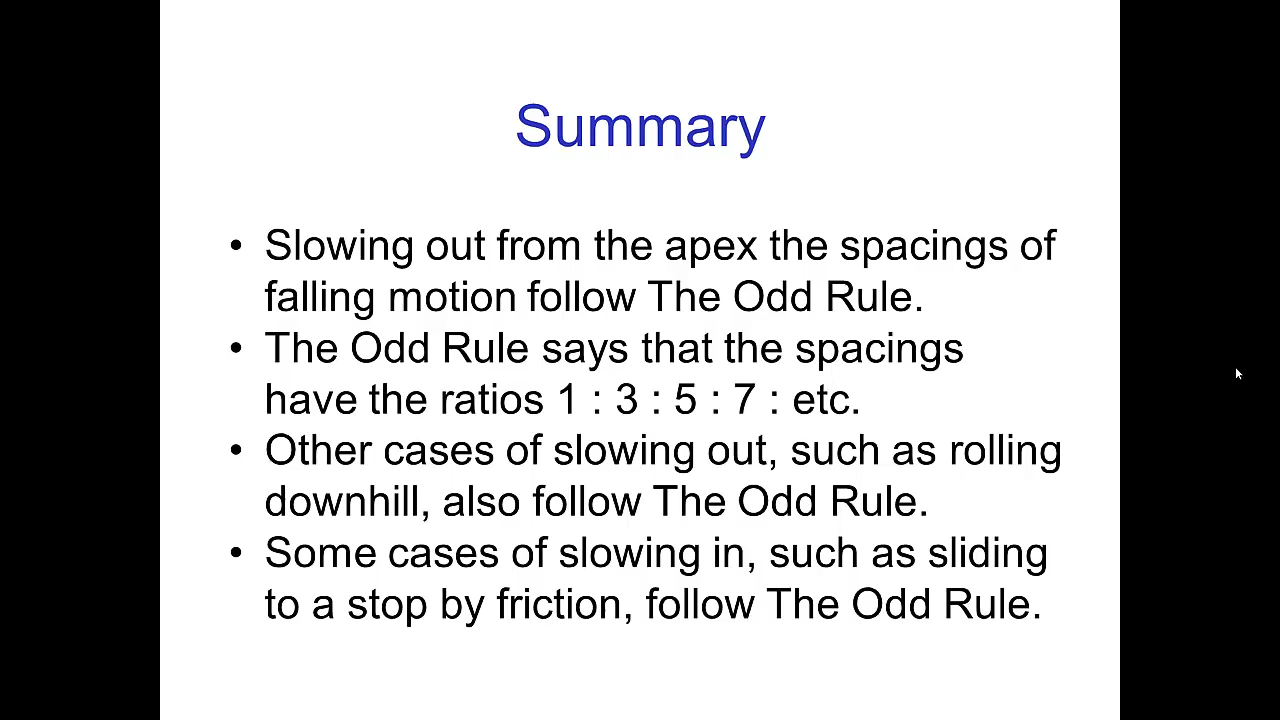 Summary
• Slowing out from the apex the spacings of
falling motion follow The Odd Rule.
• The Odd Rule says that the spacings
have the ratios 1 : 3 : 5 : 7 : etc.
• Other cases of slowing out, such as rolling
downhill, also follow The Odd Rule.
• Some cases of slowing in, such as sliding
to a stop by friction, follow The Odd Rule.